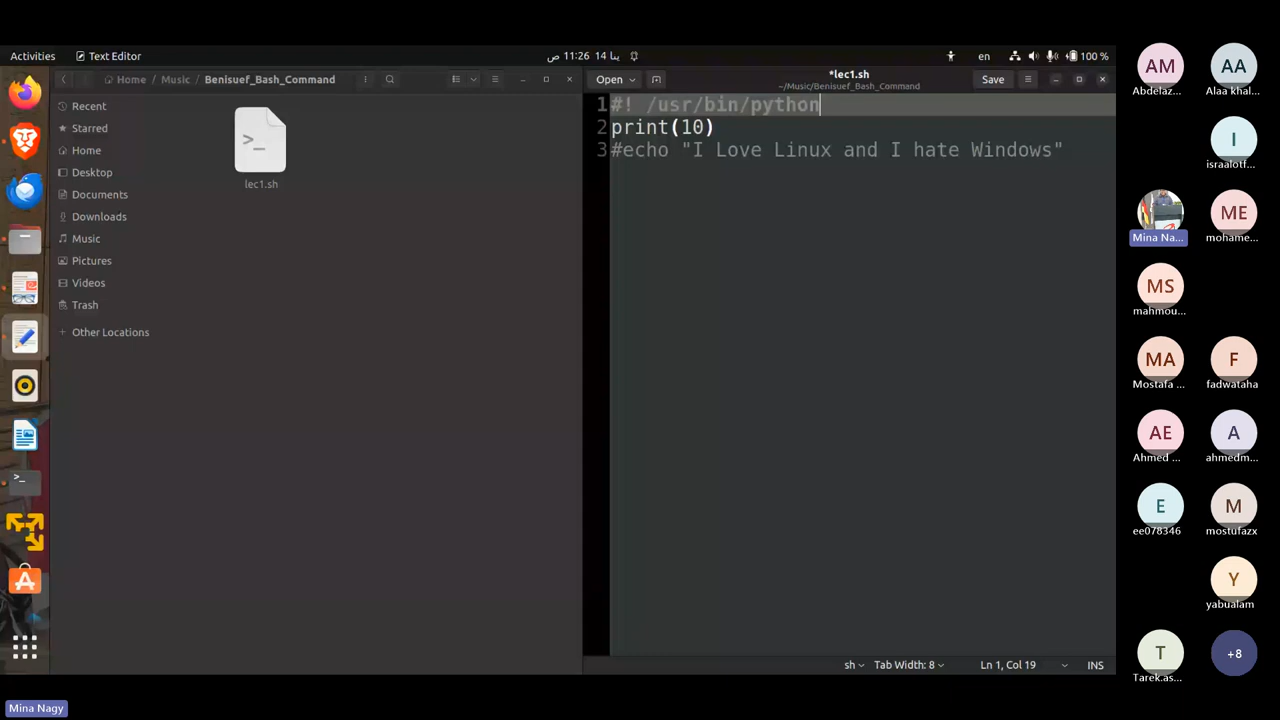 Activities
Text Editor
11:26 ص
14 ينا
en
100 %
Home / Music / Benisuef_Bash_Command
Recent
Starred
Home
Desktop
Documents
Downloads
Music
Pictures
Videos
Trash
+ Other Locations
lec1.sh
Open
*lec1.sh
~/Music/Benisuef_Bash_Command
Save
1 #! /usr/bin/python
2 print(10)
3 #echo "I Love Linux and I hate Windows"
sh
Tab Width: 8
Ln 1, Col 19
INS
AM
Abdelaz...
AA
Alaa khal...
I
israalotf...
Mina Na...
ME
mohame...
MS
mahmou...
MA
Mostafa ...
F
fadwataha
AE
Ahmed ...
A
ahmedm...
E
ee078346
M
mostufazx
Y
yabualam
T
Tarek.as...
+8
Mina Nagy